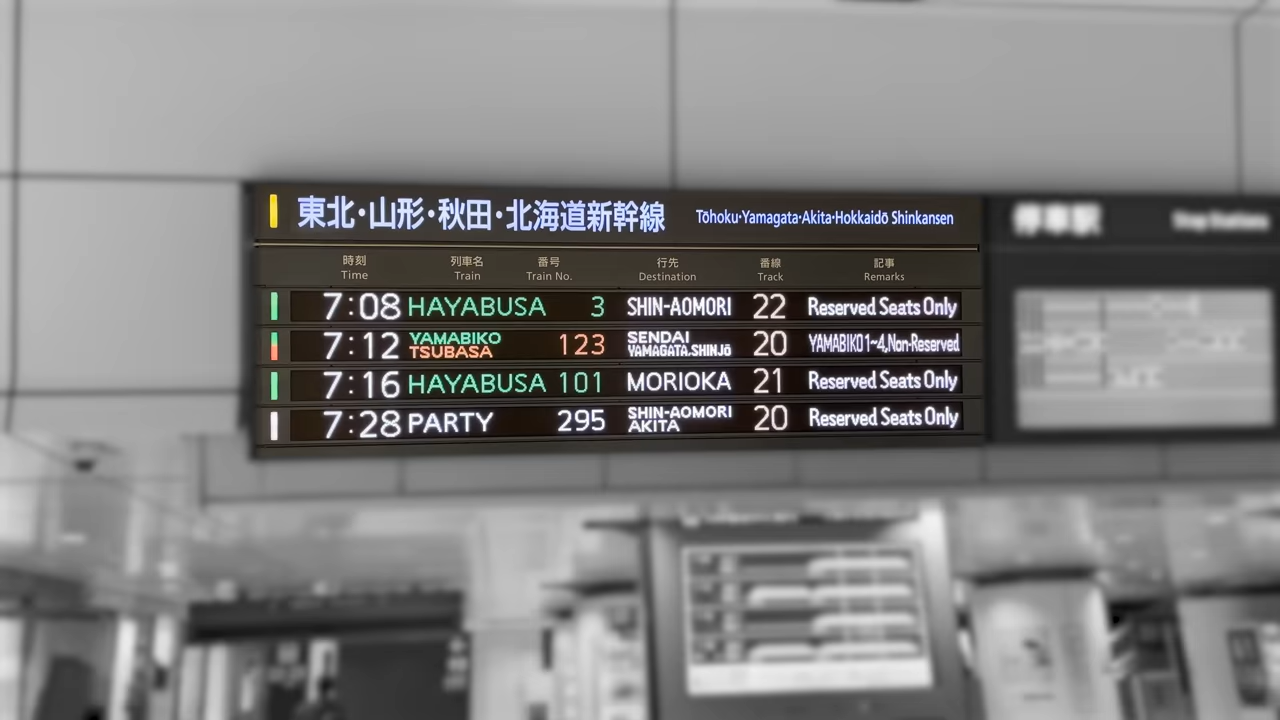 東北・山形・秋田・北海道新幹線 Tōhoku·Yamagata·Akita·Hokkaidō Shinkansen
停車駅 Stop Stations
時刻 列車名 番号 行先 番線 記事
Time Train Train No. Destination Track Remarks
7:08 HAYABUSA 3 SHIN-AOMORI 22 Reserved Seats Only
7:12 YAMABIKO TSUBASA 123 SENDAI YAMAGATA,SHINJŌ 20 YAMABIKO1~4,Non-Reserved
7:16 HAYABUSA 101 MORIOKA 21 Reserved Seats Only
7:28 PARTY 295 SHIN-AOMORI AKITA 20 Reserved Seats Only